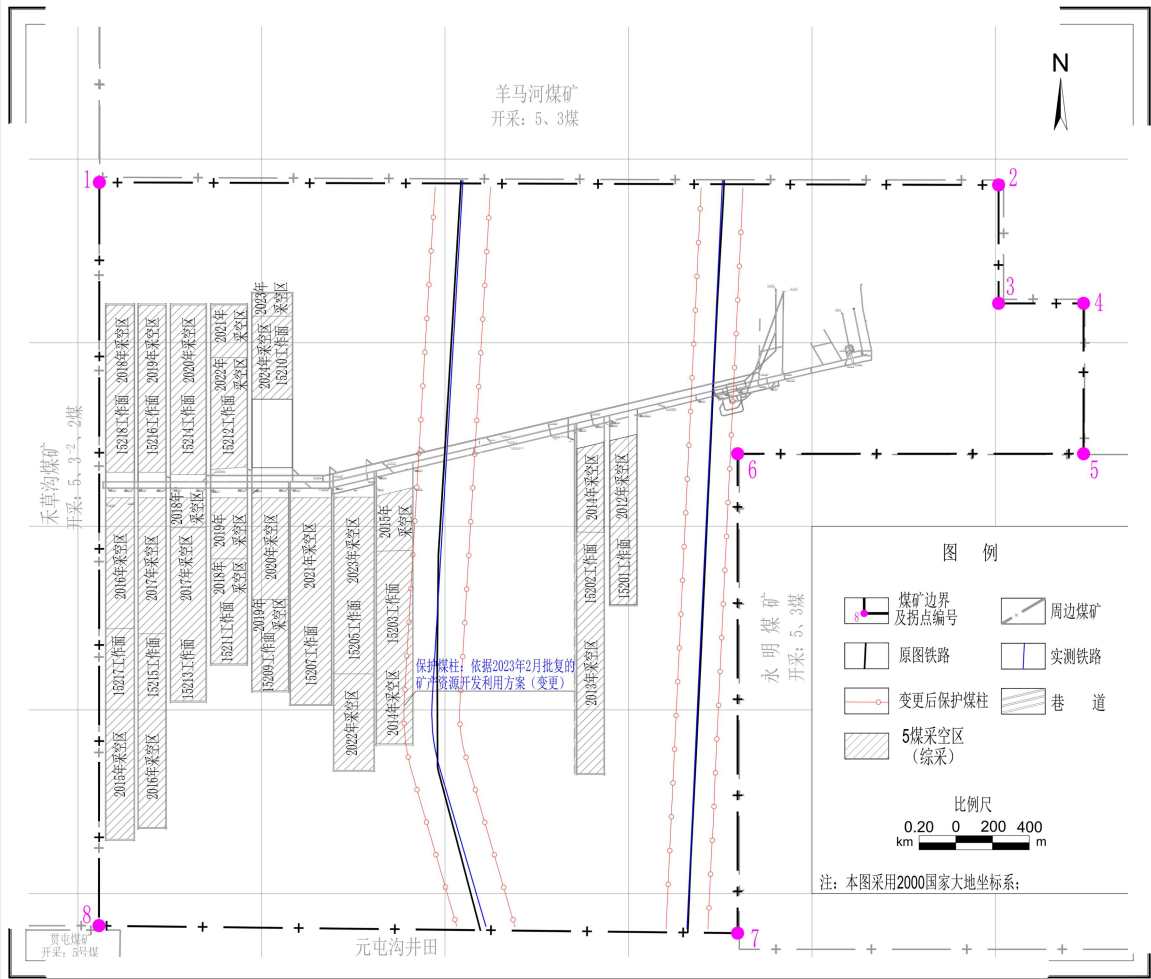 N
羊马河煤矿
开采: 5、3煤
1
2
3
4
5
6
7
8
禾草沟煤矿
开采: 5、3⁻²、2煤
15218工作面 2018年采空区
15216工作面 2019年采空区
15214工作面 2020年采空区
2021年
采空区
2022年
采空区
15212工作面
2023年
采空区
2024年采空区
15210工作面
2016年采空区
15217工作面
2015年采空区
2017年采空区
15215工作面
2016年采空区
2018年
采空区
2017年采空区
15213工作面
2019年
采空区
2018年
采空区
15211工作面
2020年采空区
2019年
采空区
15209工作面
2021年采空区
15207工作面
2023年采空区
15205工作面
2022年采空区
2015年
采空区
15203工作面
2014年采空区
2014年采空区
15202工作面
2013年采空区
2012年采空区
15201工作面
保护煤柱: 依据2023年2月批复的
矿产资源开发利用方案（变更）
永明煤矿
开采: 5、3煤
元屯沟井田
贯屯煤矿
开采: 5号煤
图 例
8
煤矿边界
及拐点编号
周边煤矿
原图铁路
实测铁路
变更后保护煤柱
巷 道
5煤采空区
（综采）
比例尺
0.20 0 200 400
km m
注: 本图采用2000国家大地坐标系;